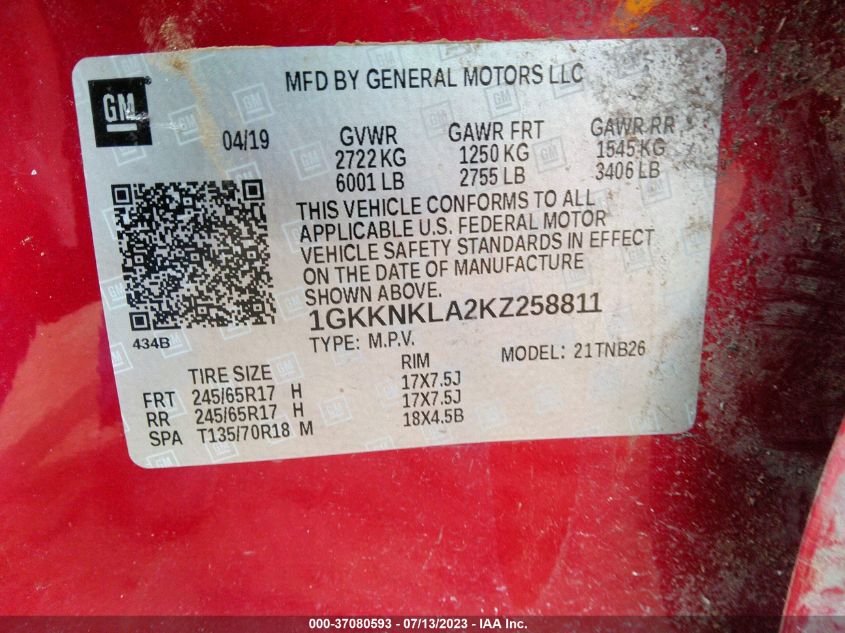 MFD BY GENERAL MOTORS LLC
GM
04/19 GVWR GAWR FRT GAWR RR
2722 KG 1250 KG 1545 KG
6001 LB 2755 LB 3406 LB
THIS VEHICLE CONFORMS TO ALL
APPLICABLE U.S. FEDERAL MOTOR
VEHICLE SAFETY STANDARDS IN EFFECT
ON THE DATE OF MANUFACTURE
SHOWN ABOVE.
1GKKNKLA2KZ258811
434B
TYPE: M.P.V. MODEL: 21TNB26
TIRE SIZE RIM
FRT 245/65R17 H 17X7.5J
RR 245/65R17 H 17X7.5J
SPA T135/70R18 M 18X4.5B
000-37080593 - 07/13/2023 - IAA Inc.